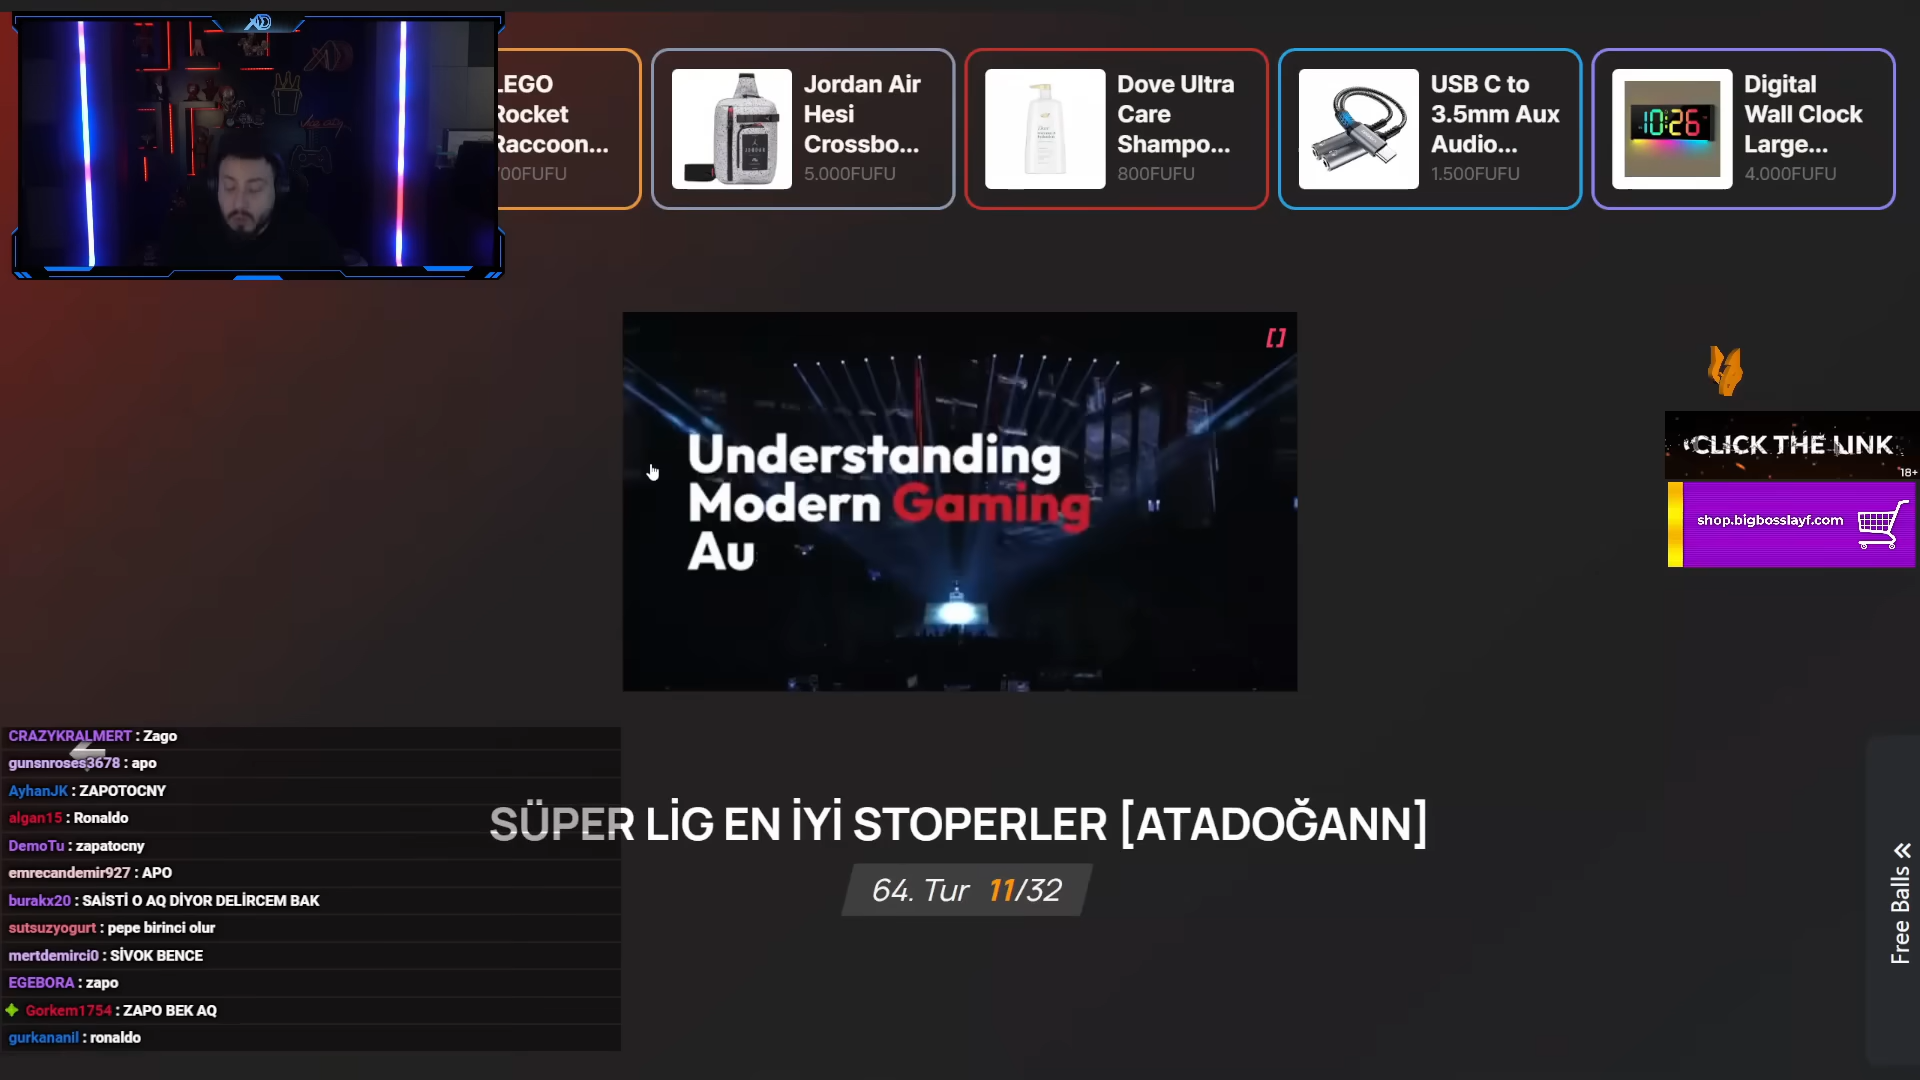 LEGO
Rocket
Raccoon...
700FUFU
Jordan Air
Hesi
Crossbo...
5.000FUFU
Dove Ultra
Care
Shampo...
800FUFU
USB C to
3.5mm Aux
Audio...
1.500FUFU
Digital
Wall Clock
Large...
4.000FUFU
10:26
Understanding
Modern Gaming
Au
CLICK THE LINK
18+
shop.bigbosslayf.com
CRAZYKRALMERT : Zago
gunsnroses3678 : apo
AyhanJK : ZAPOTOCNY
algan15 : Ronaldo
DemoTu : zapatocny
emrecandemir927 : APO
burakx20 : SAİSTİ O AQ DİYOR DELİRCEM BAK
sutsuzyogurt : pepe birinci olur
mertdemirci0 : SİVOK BENCE
EGEBORA : zapo
Gorkem1754 : ZAPO BEK AQ
gurkananil : ronaldo
SÜPER LİG EN İYİ STOPERLER [ATADOĞANN]
64. Tur 11/32
Free Balls